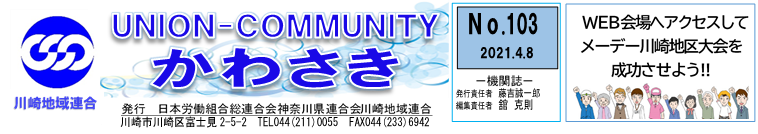 川崎地域連合
UNION-COMMUNITY
かわさき
発行 日本労働組合総連合会神奈川県連合会川崎地域連合
川崎市川崎区富士見2-5-2 TEL044(211)0055 FAX044(233)6942
No.103
2021.4.8
－機関誌－
発行責任者 藤吉誠一郎
編集責任者 舘 克則
WEB会場へアクセスして
メーデー川崎地区大会を
成功させよう!!